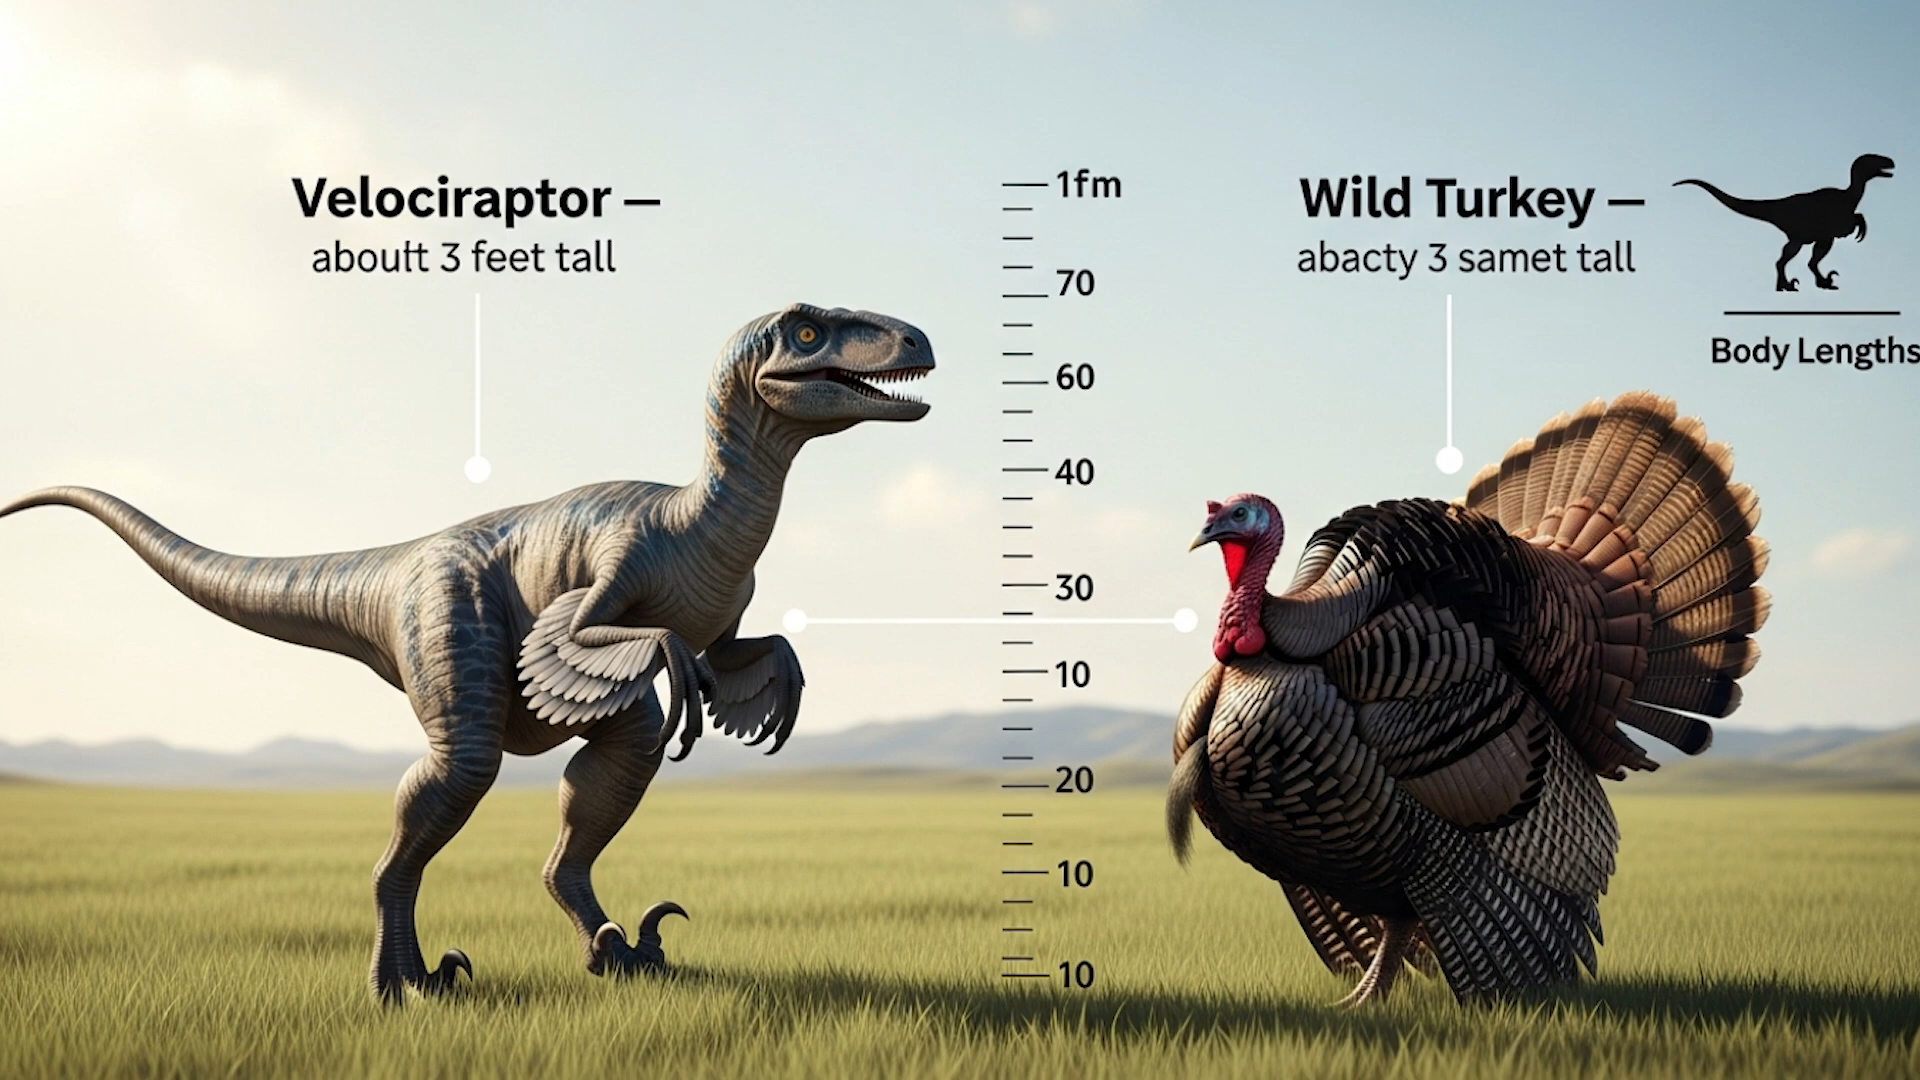 Velociraptor —
abouft 3 feet tall
1fm
70
60
40
30
10
20
10
10
Wild Turkey —
abacty 3 samet tall
Body Lengths